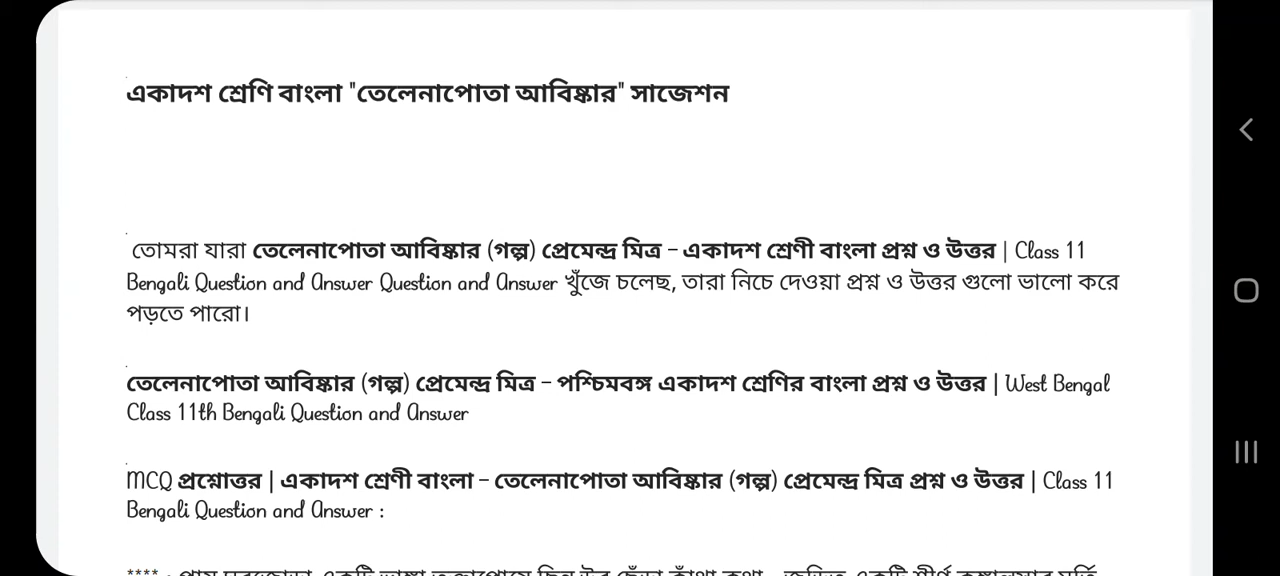 একাদশ শ্রেণি বাংলা "তেলেনাপোতা আবিষ্কার" সাজেশন
তোমরা যারা তেলেনাপোতা আবিষ্কার (গল্প) প্রেমেন্দ্র মিত্র – একাদশ শ্রেণী বাংলা প্রশ্ন ও উত্তর | Class 11
Bengali Question and Answer Question and Answer খুঁজে চলেছ, তারা নিচে দেওয়া প্রশ্ন ও উত্তর গুলো ভালো করে
পড়তে পারো।
তেলেনাপোতা আবিষ্কার (গল্প) প্রেমেন্দ্র মিত্র – পশ্চিমবঙ্গ একাদশ শ্রেণির বাংলা প্রশ্ন ও উত্তর | West Bengal
Class 11th Bengali Question and Answer
MCQ প্রশ্নোত্তর | একাদশ শ্রেণী বাংলা – তেলেনাপোতা আবিষ্কার (গল্প) প্রেমেন্দ্র মিত্র প্রশ্ন ও উত্তর | Class 11
Bengali Question and Answer :